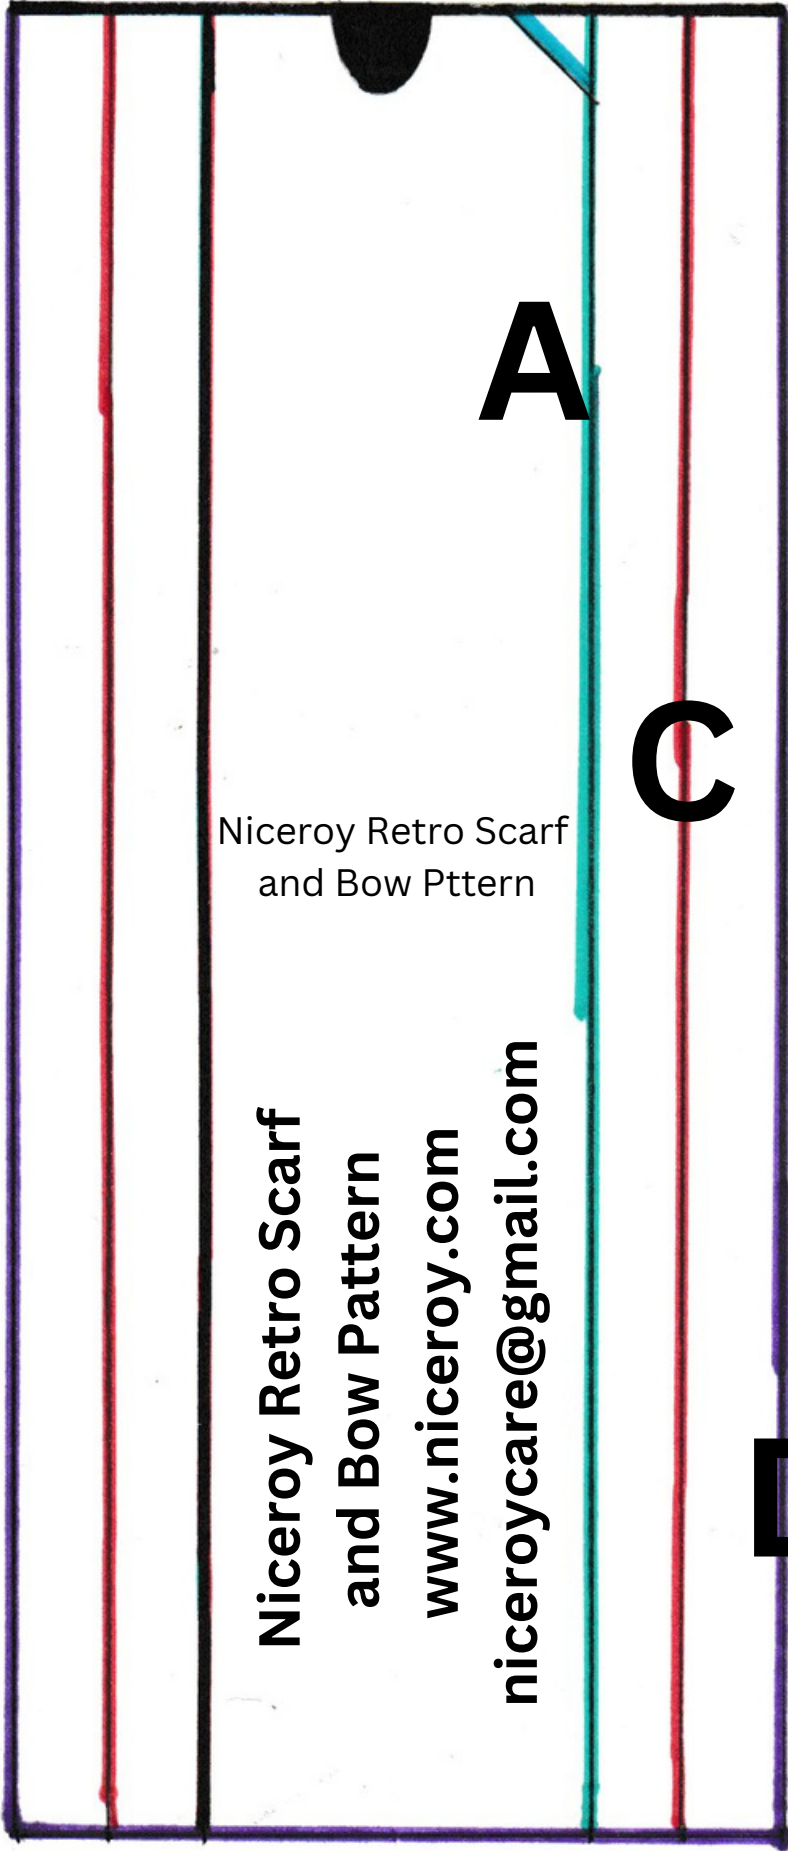 A
C
Niceroy Retro Scarf
and Bow Pttern
Niceroy Retro Scarf
and Bow Pattern
www.niceroy.com
niceroycare@gmail.com